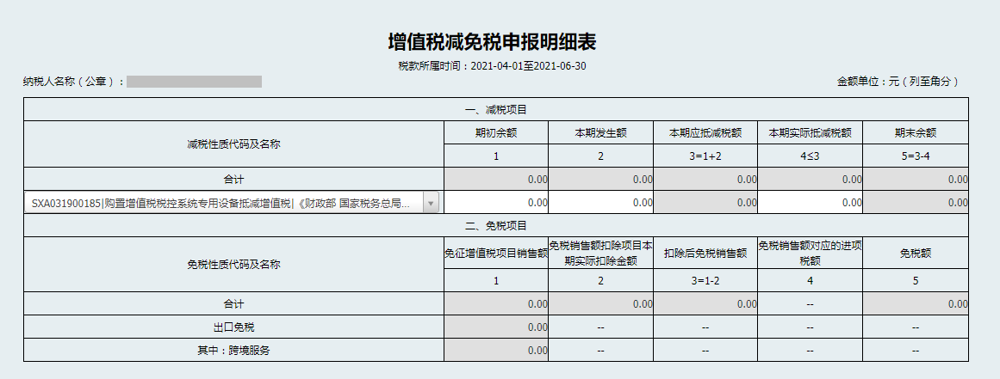 增值税减免税申报明细表
税款所属时间：2021-04-01至2021-06-30
纳税人名称（公章）：
金额单位：元（列至角分）
一、减税项目
减税性质代码及名称 期初余额 本期发生额 本期应抵减税额 本期实际抵减税额 期末余额
1 2 3=1+2 4≤3 5=3-4
合计 0.00 0.00 0.00 0.00 0.00
SXA031900185|购置增值税税控系统专用设备抵减增值税|《财政部 国家税务总局... 0.00 0.00 0.00 0.00 0.00
二、免税项目
免税性质代码及名称 免征增值税项目销售额 免税销售额扣除项目本期实际扣除金额 扣除后免税销售额 免税销售额对应的进项税额 免税额
1 2 3=1-2 4 5
合计 0.00 0.00 0.00 -- 0.00
出口免税 0.00 -- -- -- --
其中：跨境服务 0.00 -- -- -- --